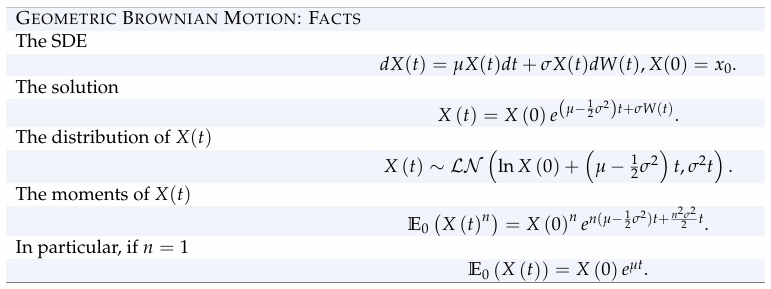 GEOMETRIC BROWNIAN MOTION: FACTS
The SDE
dX(t) = μX(t)dt + σX(t)dW(t), X(0) = x₀.
The solution
X (t) = X (0) e^{(μ−½σ²)t+σW(t)}.
The distribution of X(t)
X (t) ∼ ℒ𝒩 (ln X (0) + (μ − ½σ²) t, σ²t) .
The moments of X(t)
𝔼₀ (X (t)ⁿ) = X (0)ⁿ e^{n(μ−½σ²)t+\frac{n²σ²}{2}t}.
In particular, if n = 1
𝔼₀ (X (t)) = X (0) e^{μt}.